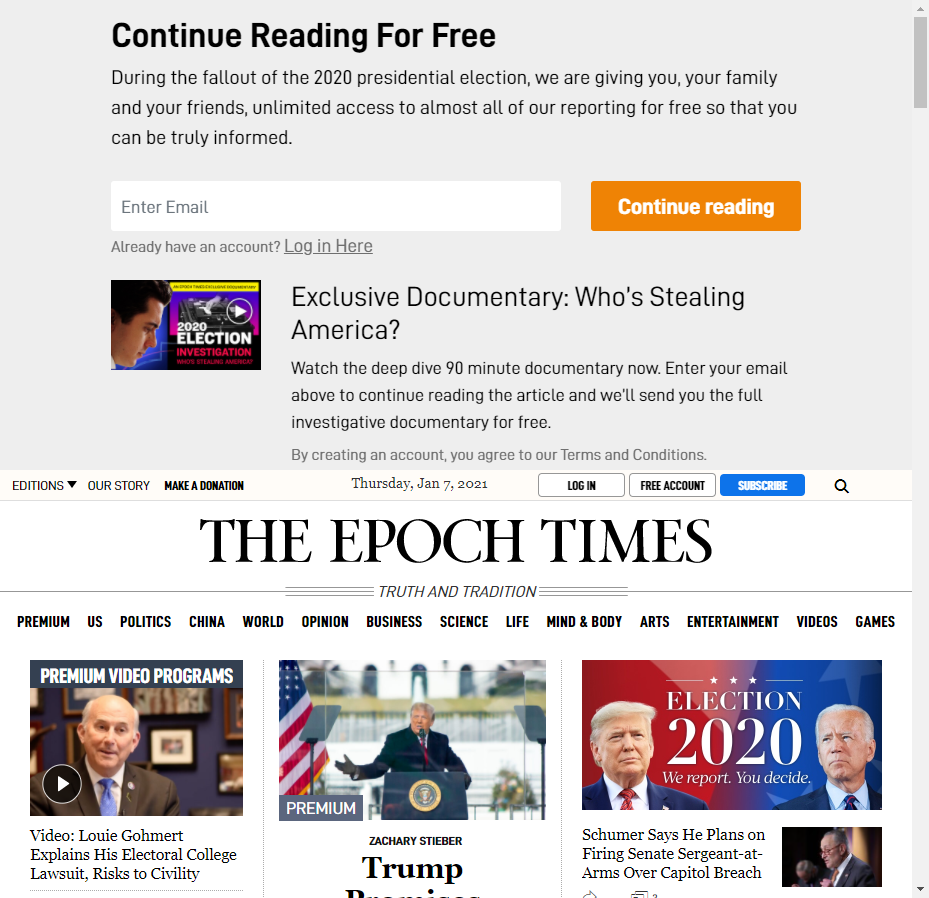 Continue Reading For Free
During the fallout of the 2020 presidential election, we are giving you, your family
and your friends, unlimited access to almost all of our reporting for free so that you
can be truly informed.
Enter Email
Continue reading
Already have an account? Log in Here
AN EPOCH TIMES EXCLUSIVE DOCUMENTARY
2020
ELECTION
INVESTIGATION
WHO'S STEALING AMERICA?
Exclusive Documentary: Who's Stealing
America?
Watch the deep dive 90 minute documentary now. Enter your email
above to continue reading the article and we'll send you the full
investigative documentary for free.
By creating an account, you agree to our Terms and Conditions.
EDITIONS OUR STORY MAKE A DONATION Thursday, Jan 7, 2021 LOG IN FREE ACCOUNT SUBSCRIBE
THE EPOCH TIMES
TRUTH AND TRADITION
PREMIUM US POLITICS CHINA WORLD OPINION BUSINESS SCIENCE LIFE MIND & BODY ARTS ENTERTAINMENT VIDEOS GAMES
PREMIUM VIDEO PROGRAMS
Video: Louie Gohmert
Explains His Electoral College
Lawsuit, Risks to Civility
PREMIUM
ZACHARY STIEBER
Trump
Promises
ELECTION
2020
We report. You decide.
Schumer Says He Plans on
Firing Senate Sergeant-at-
Arms Over Capitol Breach